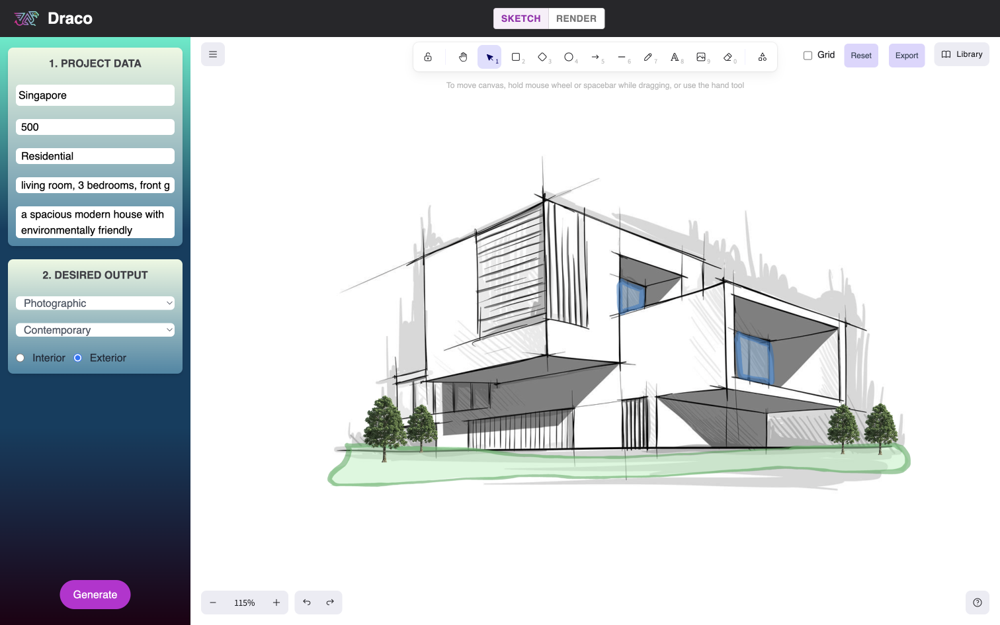 Draco
SKETCH RENDER
1. PROJECT DATA
Singapore
500
Residential
living room, 3 bedrooms, front g
a spacious modern house with
environmentally friendly
2. DESIRED OUTPUT
Photographic
Contemporary
Interior Exterior
Generate
1 2 3 4 5 6 7 A 8 9 0
Grid Reset Export Library
To move canvas, hold mouse wheel or spacebar while dragging, or use the hand tool
115%